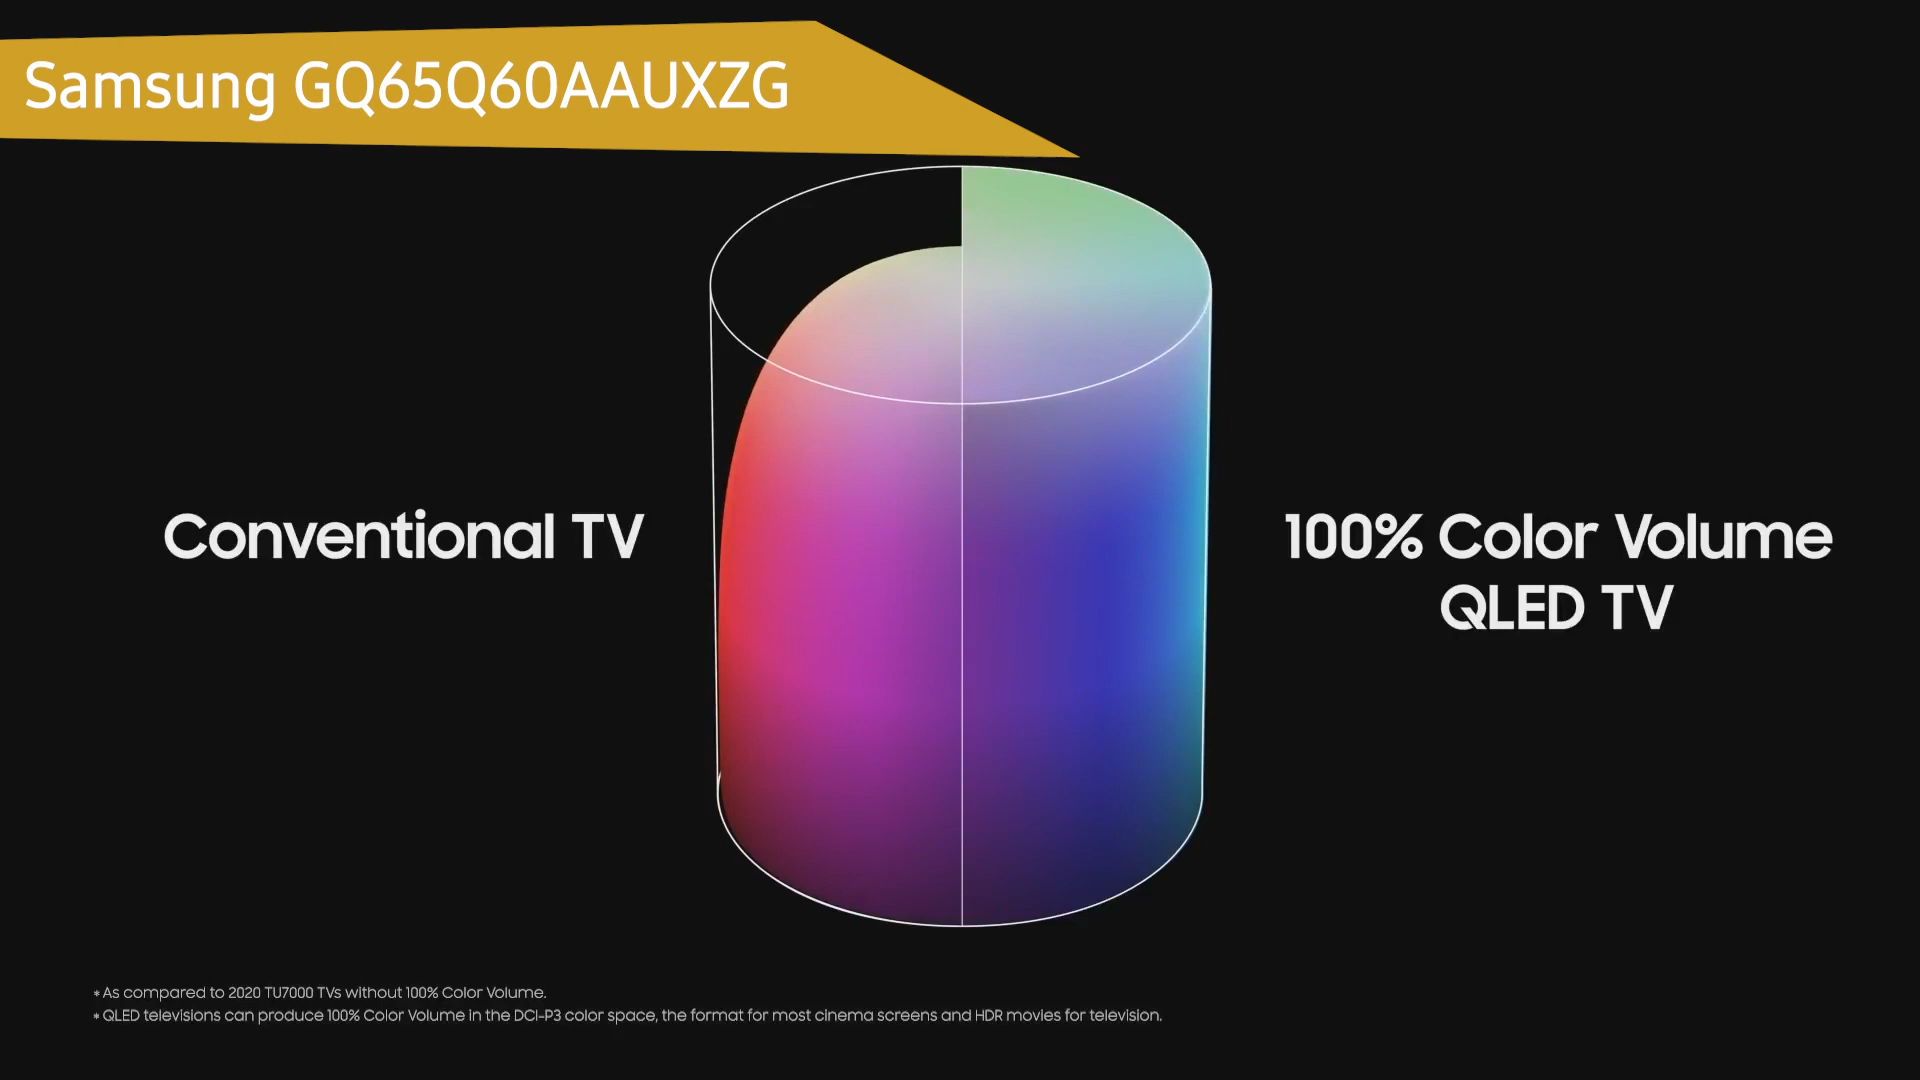 Samsung GQ65Q60AAUXZG
Conventional TV
100% Color Volume
QLED TV
* As compared to 2020 TU7000 TVs without 100% Color Volume.
* QLED televisions can produce 100% Color Volume in the DCI-P3 color space, the format for most cinema screens and HDR movies for television.